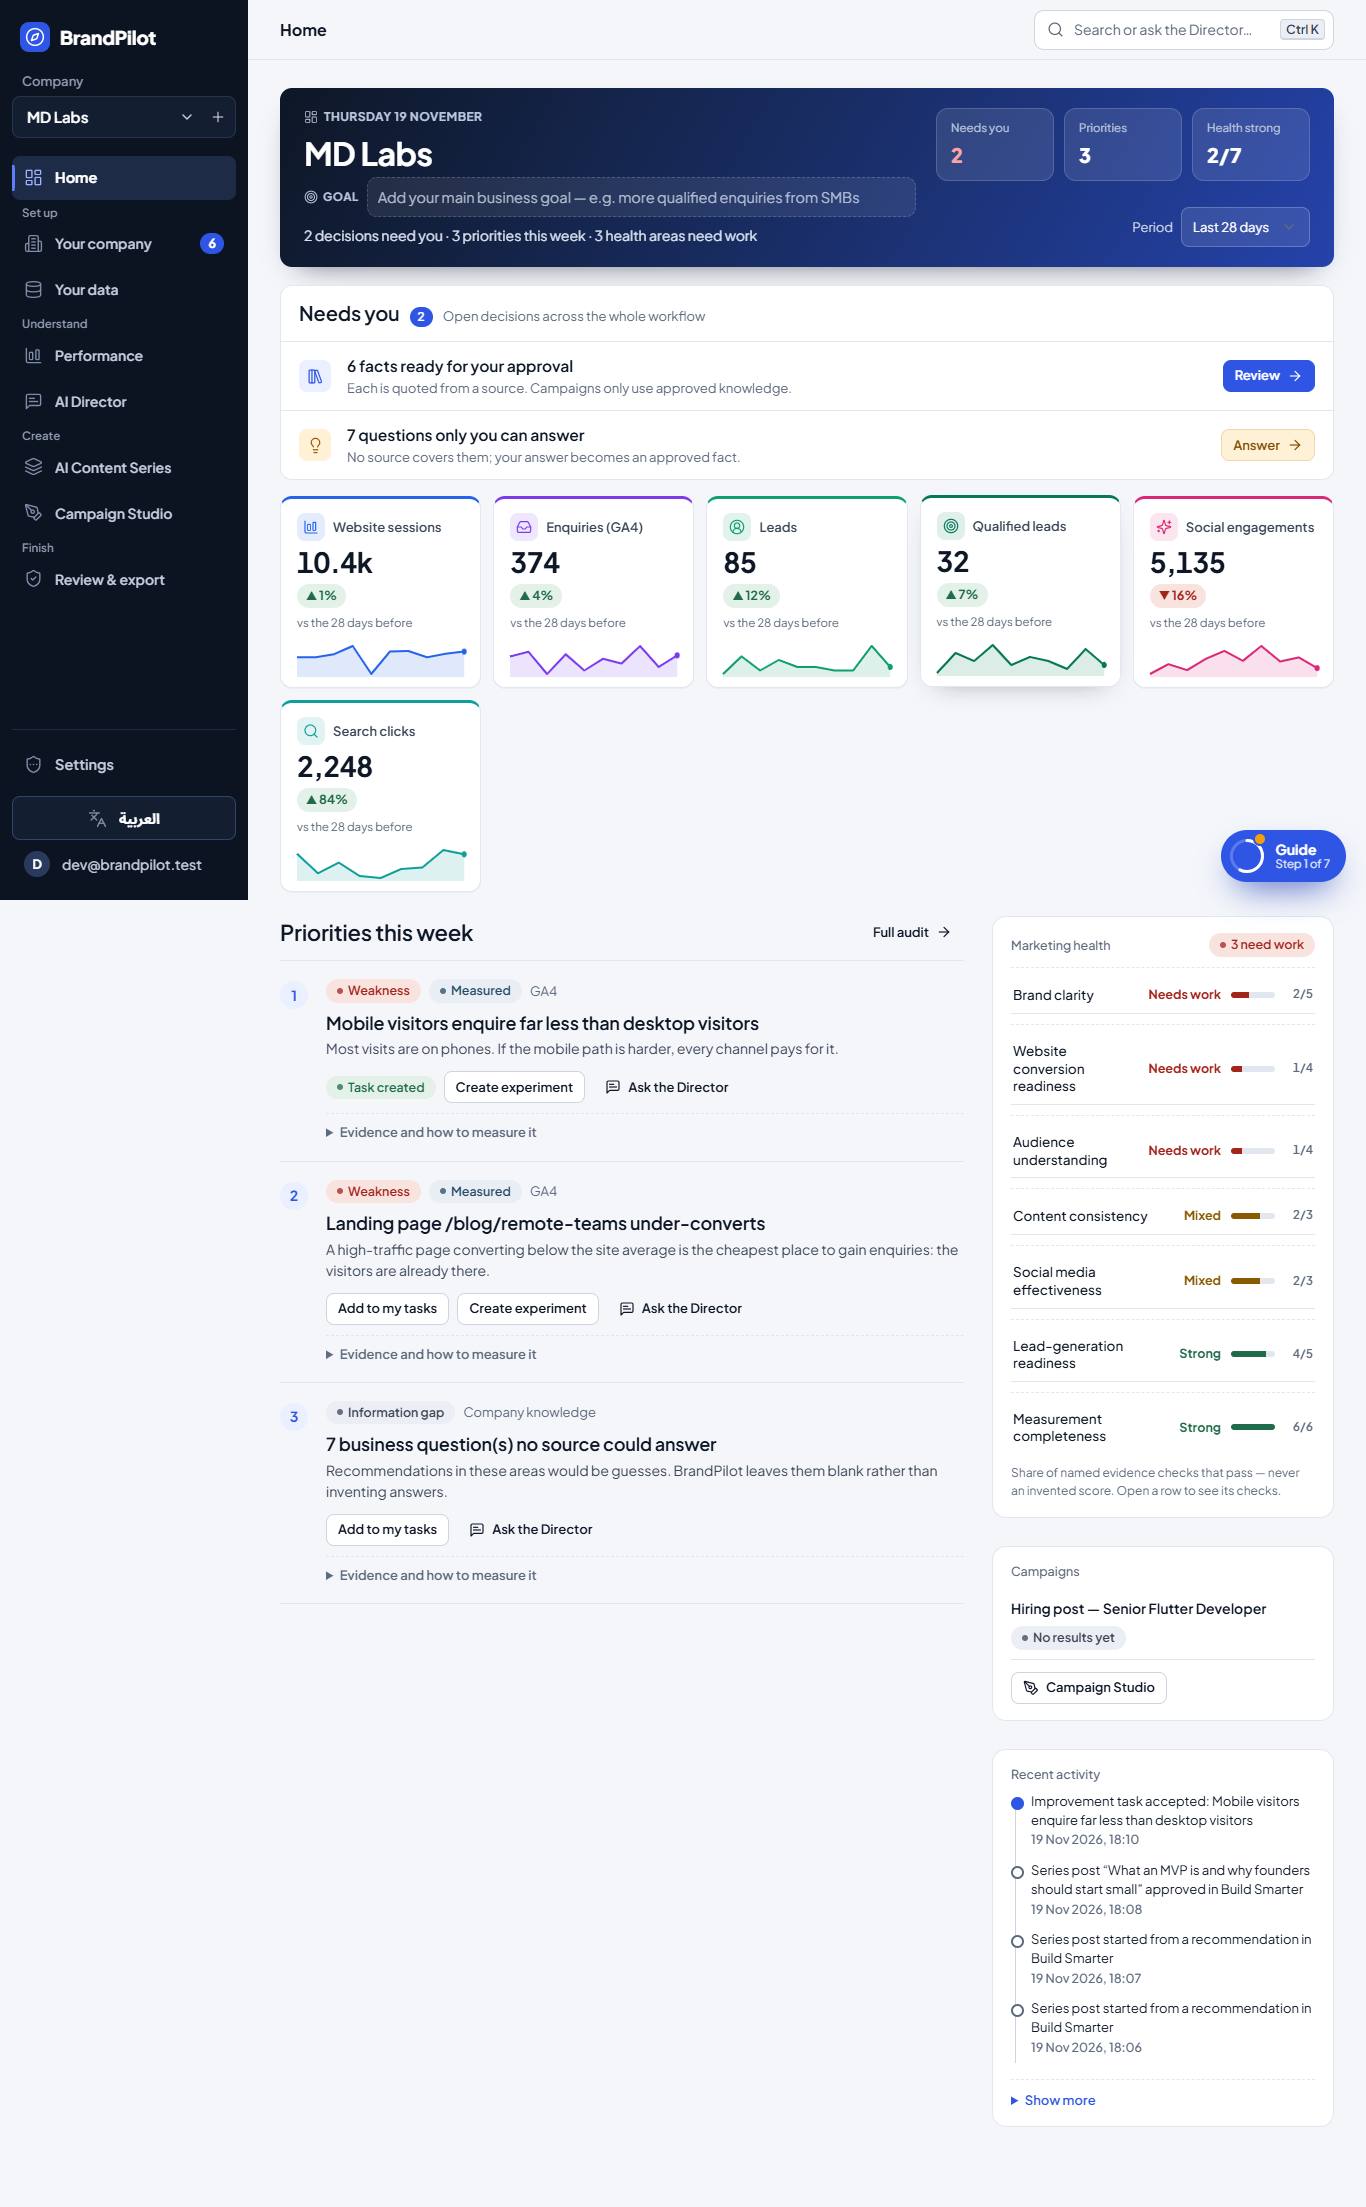 BrandPilot
Company
MD Labs
Home
Set up
Your company 6
Your data
Understand
Performance
AI Director
Create
AI Content Series
Campaign Studio
Finish
Review & export
Settings
العربية
D dev@brandpilot.test
Home
Search or ask the Director... Ctrl K
THURSDAY 19 NOVEMBER
MD Labs
GOAL Add your main business goal — e.g. more qualified enquiries from SMBs
2 decisions need you · 3 priorities this week · 3 health areas need work
Needs you
2
Priorities
3
Health strong
2/7
Period Last 28 days
Needs you 2 Open decisions across the whole workflow
6 facts ready for your approval
Each is quoted from a source. Campaigns only use approved knowledge.
Review
7 questions only you can answer
No source covers them; your answer becomes an approved fact.
Answer
Website sessions
10.4k
▲1%
vs the 28 days before
Enquiries (GA4)
374
▲4%
vs the 28 days before
Leads
85
▲12%
vs the 28 days before
Qualified leads
32
▲7%
vs the 28 days before
Social engagements
5,135
▼16%
vs the 28 days before
Search clicks
2,248
▲84%
vs the 28 days before
Guide
Step 1 of 7
Priorities this week
Full audit
1
Weakness Measured GA4
Mobile visitors enquire far less than desktop visitors
Most visits are on phones. If the mobile path is harder, every channel pays for it.
Task created Create experiment Ask the Director
Evidence and how to measure it
2
Weakness Measured GA4
Landing page /blog/remote-teams under-converts
A high-traffic page converting below the site average is the cheapest place to gain enquiries: the
visitors are already there.
Add to my tasks Create experiment Ask the Director
Evidence and how to measure it
3
Information gap Company knowledge
7 business question(s) no source could answer
Recommendations in these areas would be guesses. BrandPilot leaves them blank rather than
inventing answers.
Add to my tasks Ask the Director
Evidence and how to measure it
Marketing health 3 need work
Brand clarity Needs work 2/5
Website
conversion
readiness
Needs work 1/4
Audience
understanding
Needs work 1/4
Content consistency Mixed 2/3
Social media
effectiveness
Mixed 2/3
Lead-generation
readiness
Strong 4/5
Measurement
completeness
Strong 6/6
Share of named evidence checks that pass — never
an invented score. Open a row to see its checks.
Campaigns
Hiring post — Senior Flutter Developer
No results yet
Campaign Studio
Recent activity
Improvement task accepted: Mobile visitors
enquire far less than desktop visitors
19 Nov 2026, 18:10
Series post “What an MVP is and why founders
should start small” approved in Build Smarter
19 Nov 2026, 18:08
Series post started from a recommendation in
Build Smarter
19 Nov 2026, 18:07
Series post started from a recommendation in
Build Smarter
19 Nov 2026, 18:06
Show more